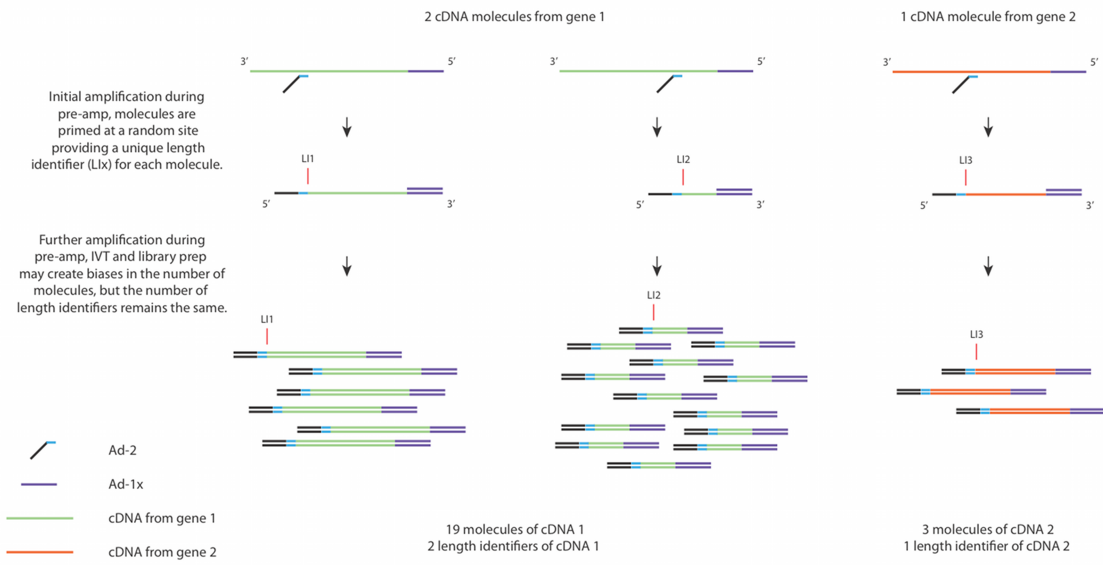 2 cDNA molecules from gene 1
1 cDNA molecule from gene 2
3’
5’
3’
5’
3’
5’
Initial amplification during
pre-amp, molecules are
primed at a random site
providing a unique length
identifier (LIx) for each molecule.
LI1
LI2
LI3
5’
3’
5’
3’
5’
3’
Further amplification during
pre-amp, IVT and library prep
may create biases in the number of
molecules, but the number of
length identifiers remains the same.
LI1
LI2
LI3
Ad-2
Ad-1x
cDNA from gene 1
cDNA from gene 2
19 molecules of cDNA 1
2 length identifiers of cDNA 1
3 molecules of cDNA 2
1 length identifier of cDNA 2